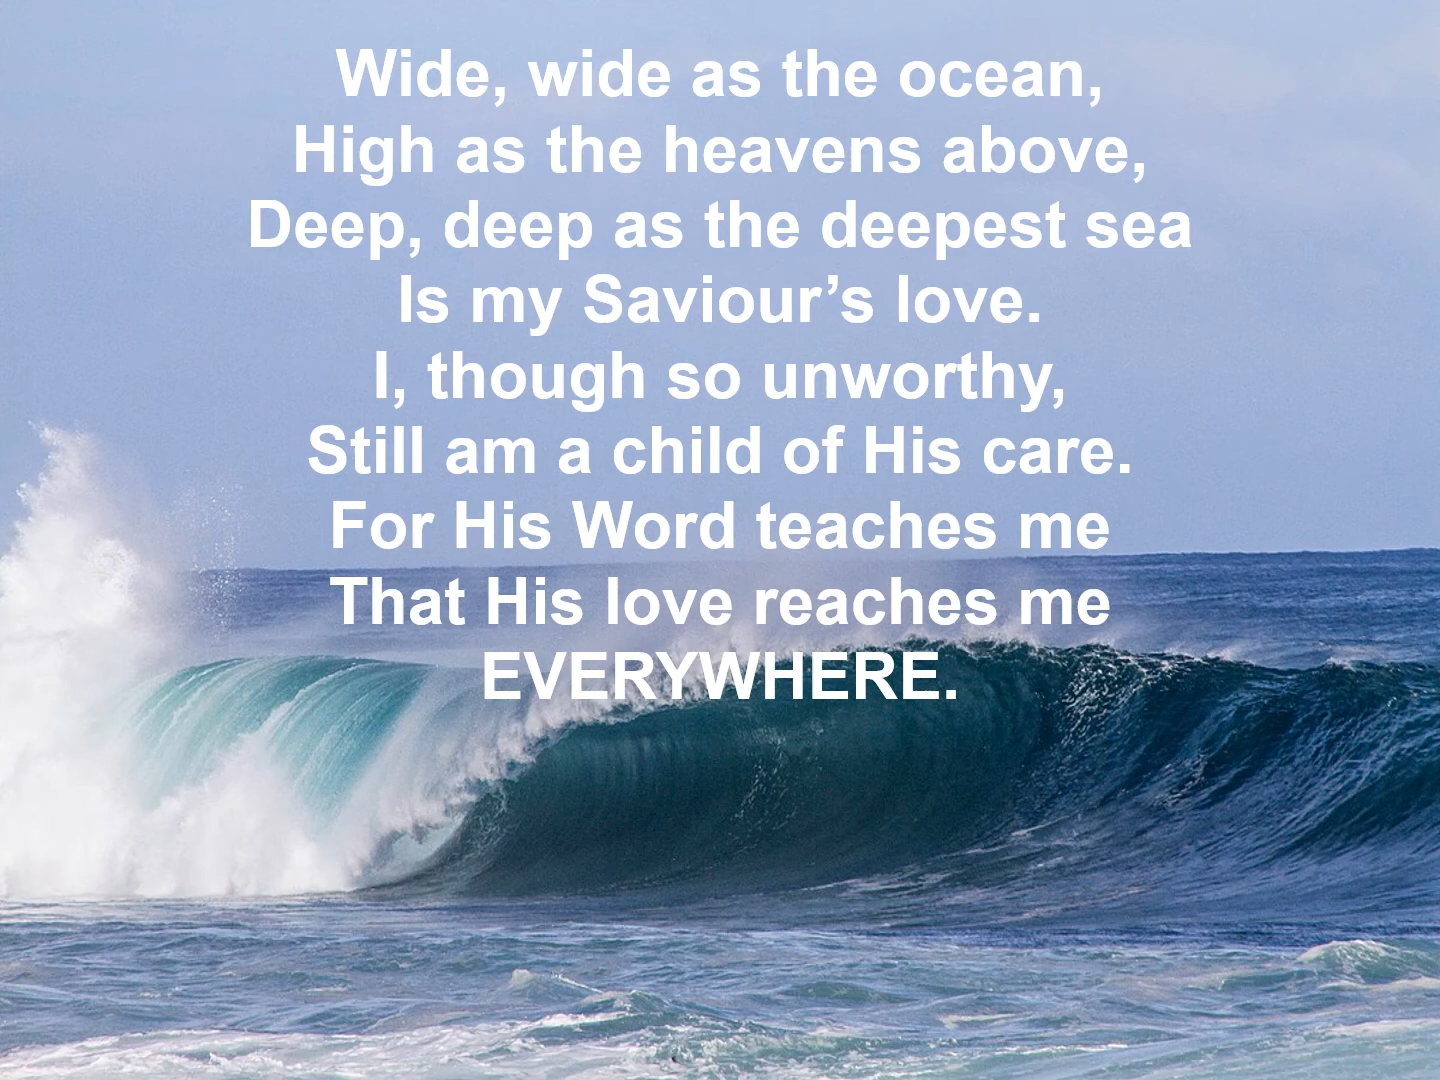 Wide, wide as the ocean,
High as the heavens above,
Deep, deep as the deepest sea
Is my Saviour’s love.
I, though so unworthy,
Still am a child of His care.
For His Word teaches me
That His love reaches me
EVERYWHERE.